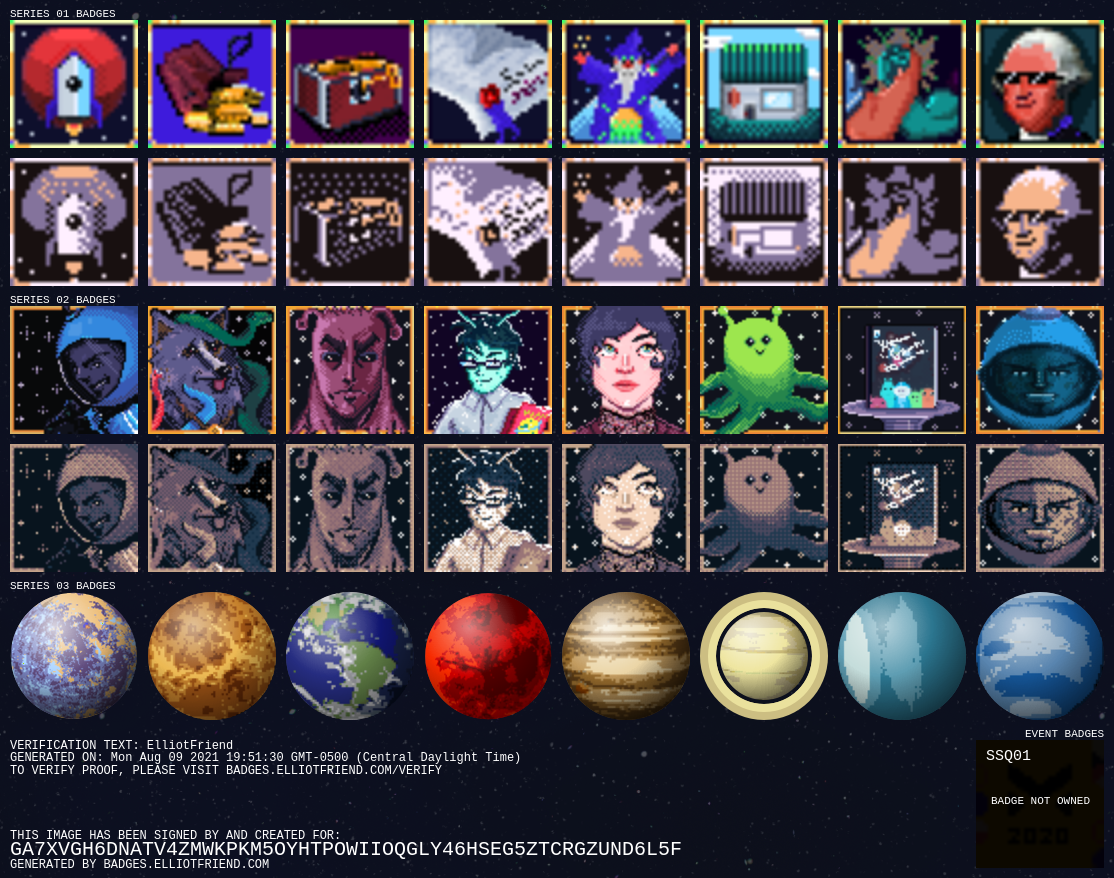 SERIES 01 BADGES
SERIES 02 BADGES
SERIES 03 BADGES
EVENT BADGES
SSQ01
BADGE NOT OWNED
2020
VERIFICATION TEXT: ElliotFriend
GENERATED ON: Mon Aug 09 2021 19:51:30 GMT-0500 (Central Daylight Time)
TO VERIFY PROOF, PLEASE VISIT BADGES.ELLIOTFRIEND.COM/VERIFY
THIS IMAGE HAS BEEN SIGNED BY AND CREATED FOR:
GA7XVGH6DNATV4ZMWKPKM5OYHTPOWIIOQGLY46HSEG5ZTCRGZUND6L5F
GENERATED BY BADGES.ELLIOTFRIEND.COM